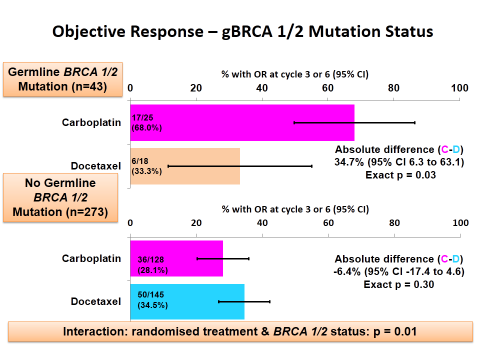 Objective Response – gBRCA 1/2 Mutation Status
Germline BRCA 1/2
Mutation (n=43)
% with OR at cycle 3 or 6 (95% CI)
0 20 40 60 80 100
Carboplatin
17/25
(68.0%)
Docetaxel
6/18
(33.3%)
Absolute difference (C-D)
34.7% (95% CI 6.3 to 63.1)
Exact p = 0.03
No Germline
BRCA 1/2
Mutation (n=273)
% with OR at cycle 3 or 6 (95% CI)
0 20 40 60 80 100
Carboplatin
36/128
(28.1%)
Docetaxel
50/145
(34.5%)
Absolute difference (C-D)
-6.4% (95% CI -17.4 to 4.6)
Exact p = 0.30
Interaction: randomised treatment & BRCA 1/2 status: p = 0.01